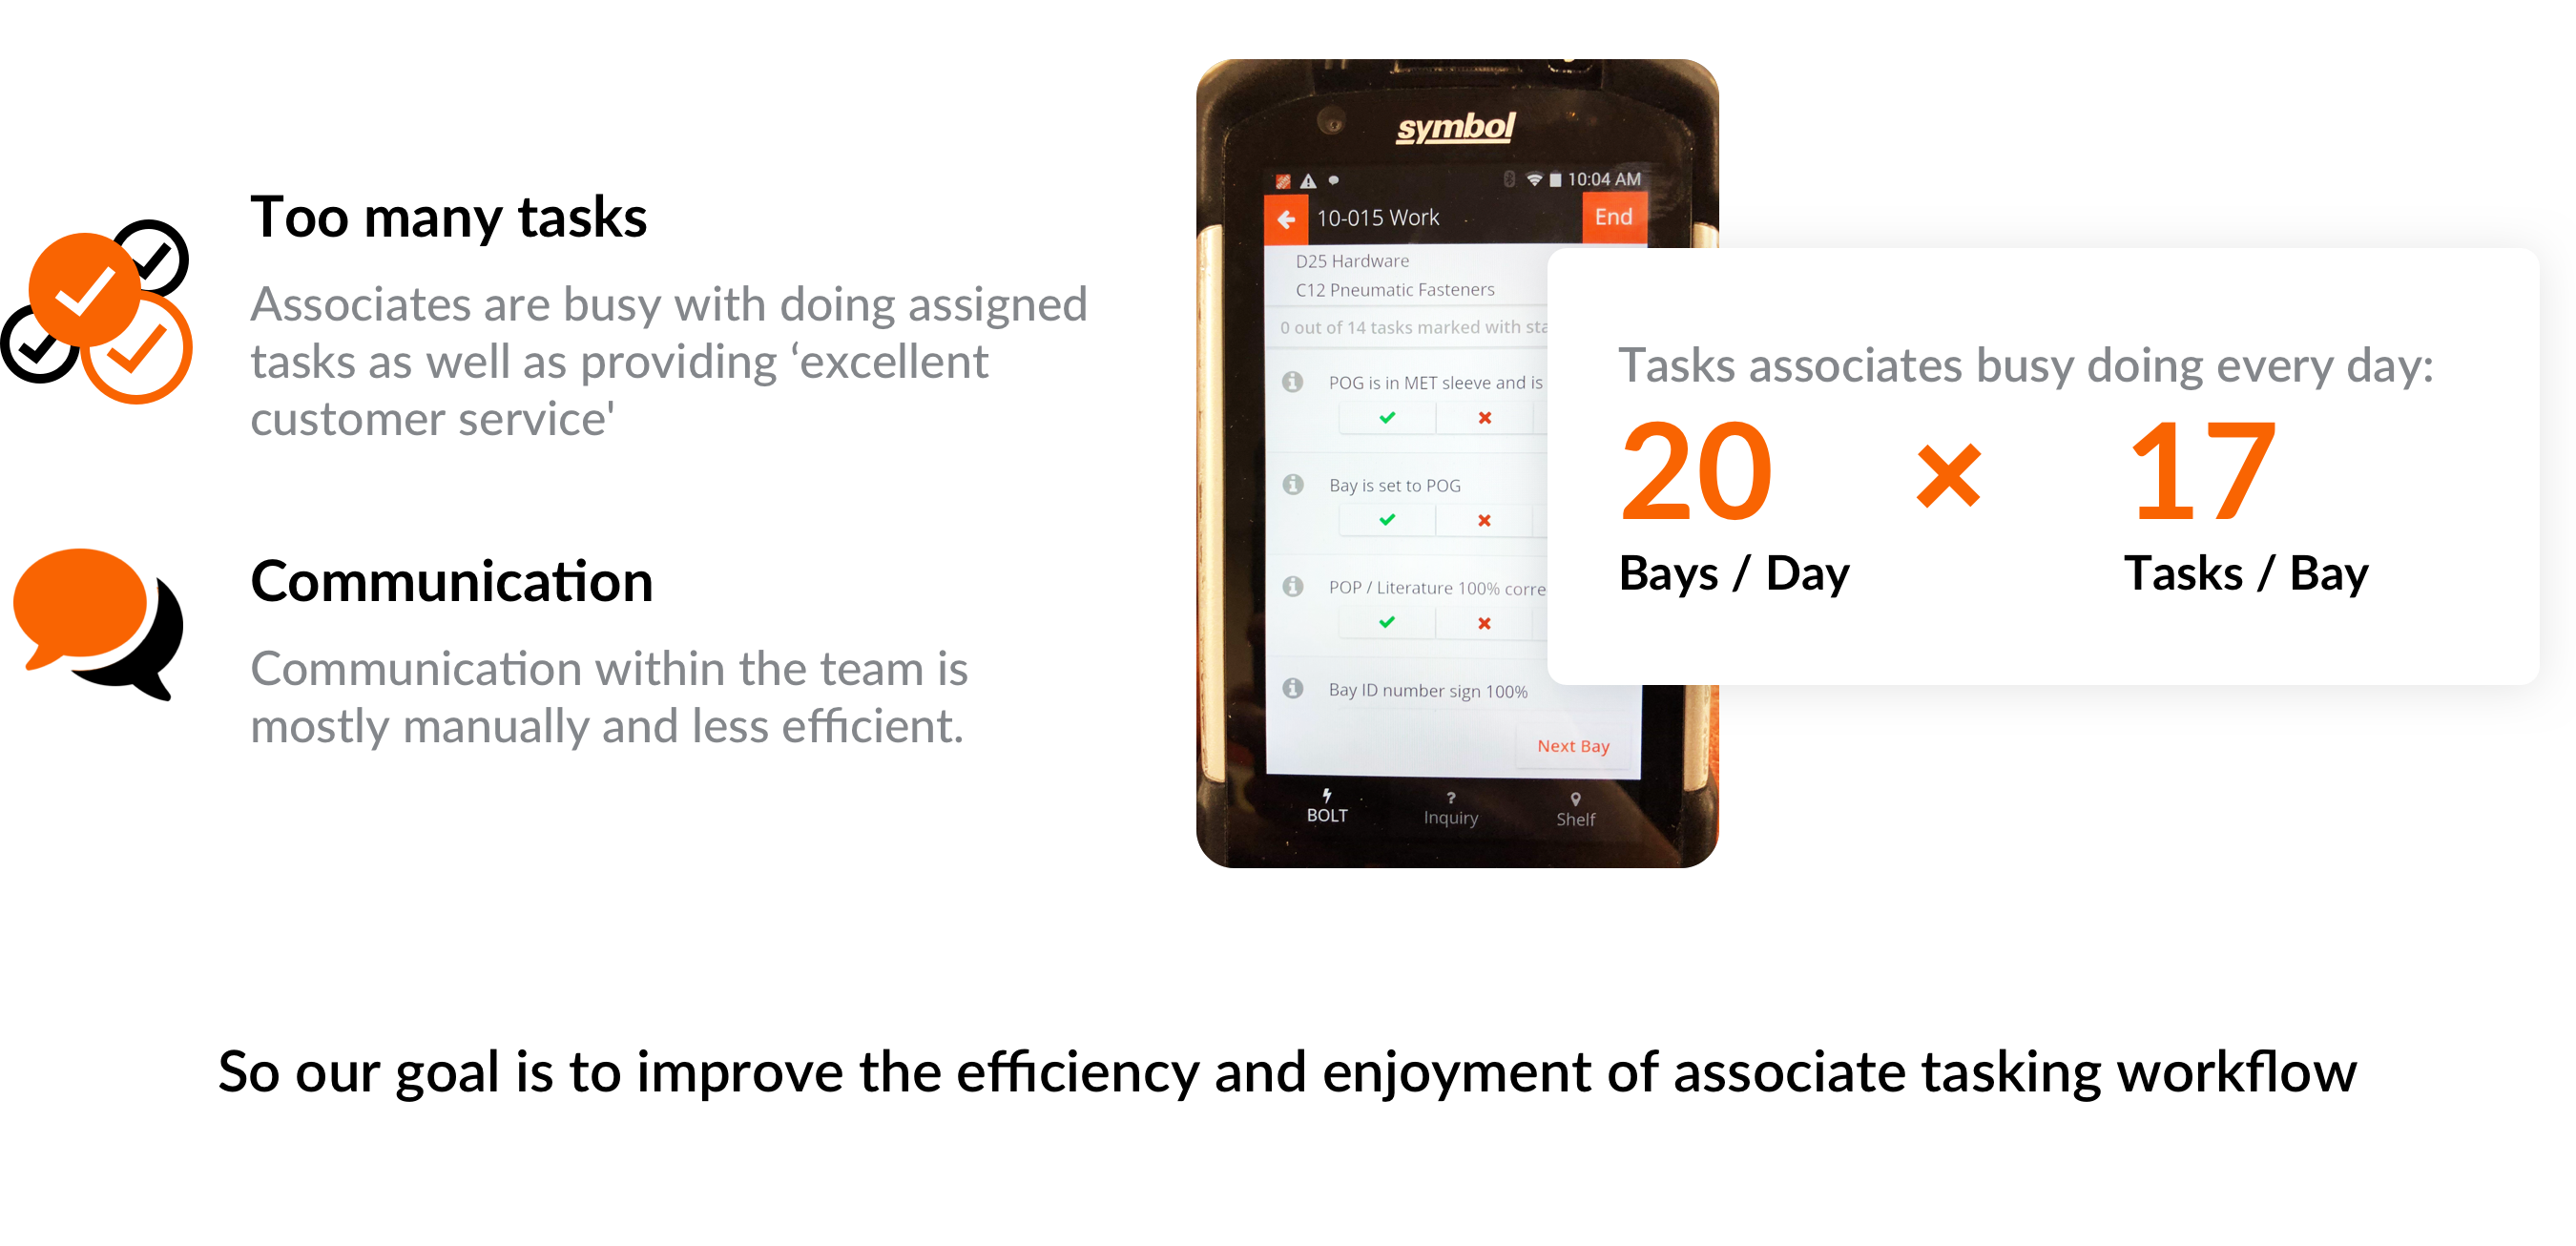 Too many tasks
Associates are busy with doing assigned
tasks as well as providing ‘excellent
customer service'
Communication
Communication within the team is
mostly manually and less efficient.
symbol
10:04 AM
10-015 Work
End
D25 Hardware
C12 Pneumatic Fasteners
0 out of 14 tasks marked with
POG is in MET sleeve and is
Bay is set to POG
POP / Literature 100%
Bay ID number sign 100%
Next Bay
BOLT
Inquiry
Shelf
Tasks associates busy doing every day:
20 × 17
Bays / Day Tasks / Bay
So our goal is to improve the efficiency and enjoyment of associate tasking workflow